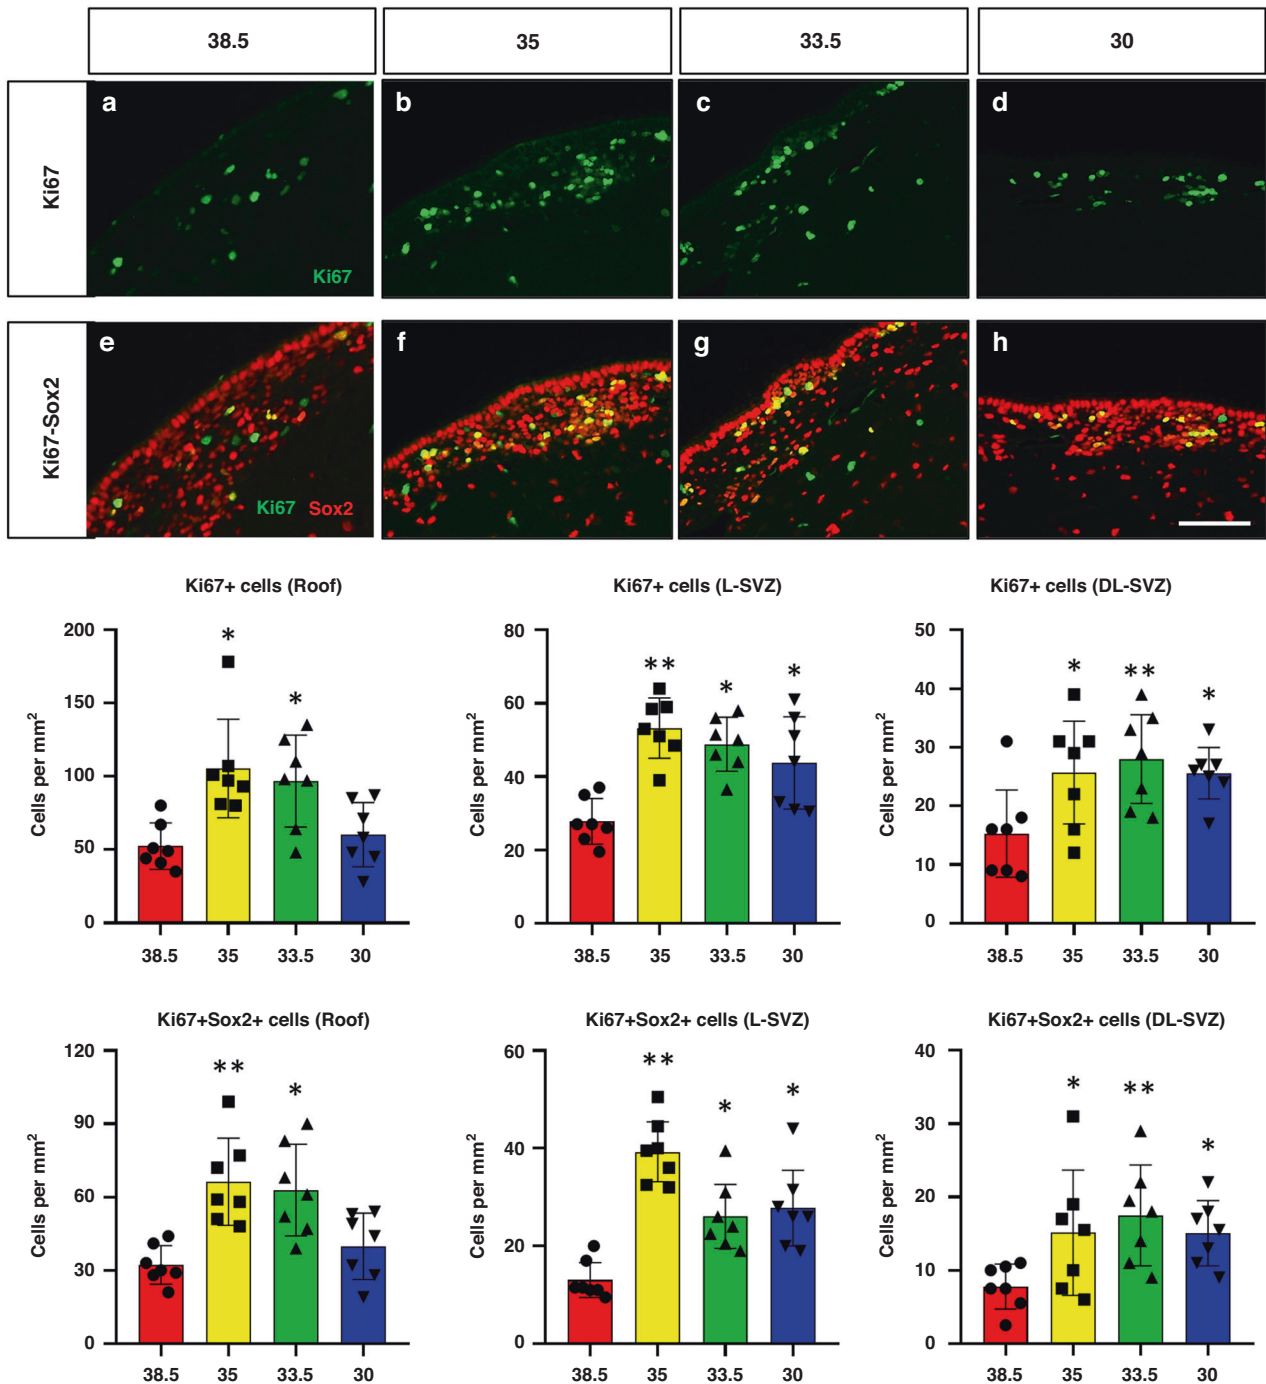 38.5 35 33.5 30
Ki67
a b c d
Ki67
Ki67-Sox2
e f g h
Ki67 Sox2
Ki67+ cells (Roof)
Cells per mm2
200
150
100
50
0
*
*
38.5 35 33.5 30
Ki67+ cells (L-SVZ)
Cells per mm2
80
60
40
20
0
**
*
*
38.5 35 33.5 30
Ki67+ cells (DL-SVZ)
Cells per mm2
50
40
30
20
10
0
*
**
*
38.5 35 33.5 30
Ki67+Sox2+ cells (Roof)
Cells per mm2
120
90
60
30
0
**
*
38.5 35 33.5 30
Ki67+Sox2+ cells (L-SVZ)
Cells per mm2
60
40
20
0
**
*
*
38.5 35 33.5 30
Ki67+Sox2+ cells (DL-SVZ)
Cells per mm2
40
30
20
10
0
*
**
*
38.5 35 33.5 30